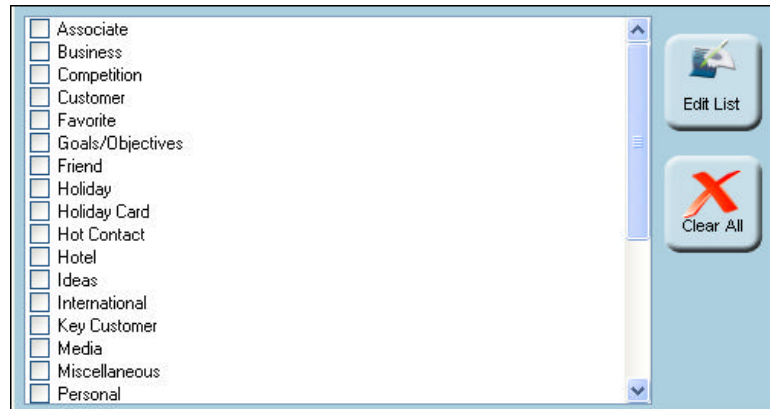 Associate
Business
Competition
Customer
Favorite
Goals/Objectives
Friend
Holiday
Holiday Card
Hot Contact
Hotel
Ideas
International
Key Customer
Media
Miscellaneous
Personal
Edit List
Clear All